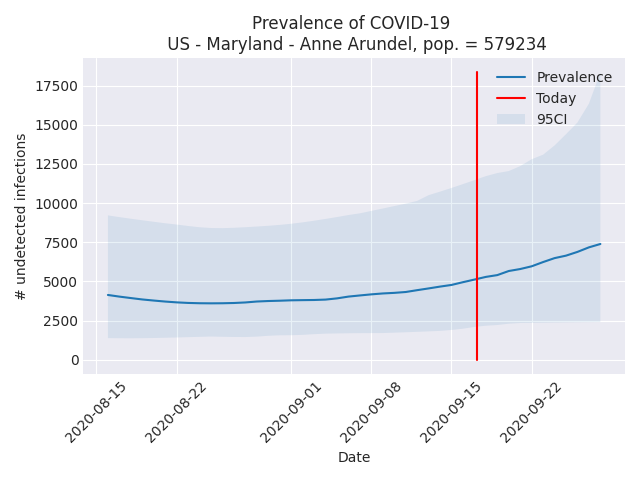 Prevalence of COVID-19
US - Maryland - Anne Arundel, pop. = 579234
Prevalence
Today
95CI
17500
15000
12500
10000
7500
5000
2500
0
# undetected infections
2020-08-15
2020-08-22
2020-09-01
2020-09-08
2020-09-15
2020-09-22
Date